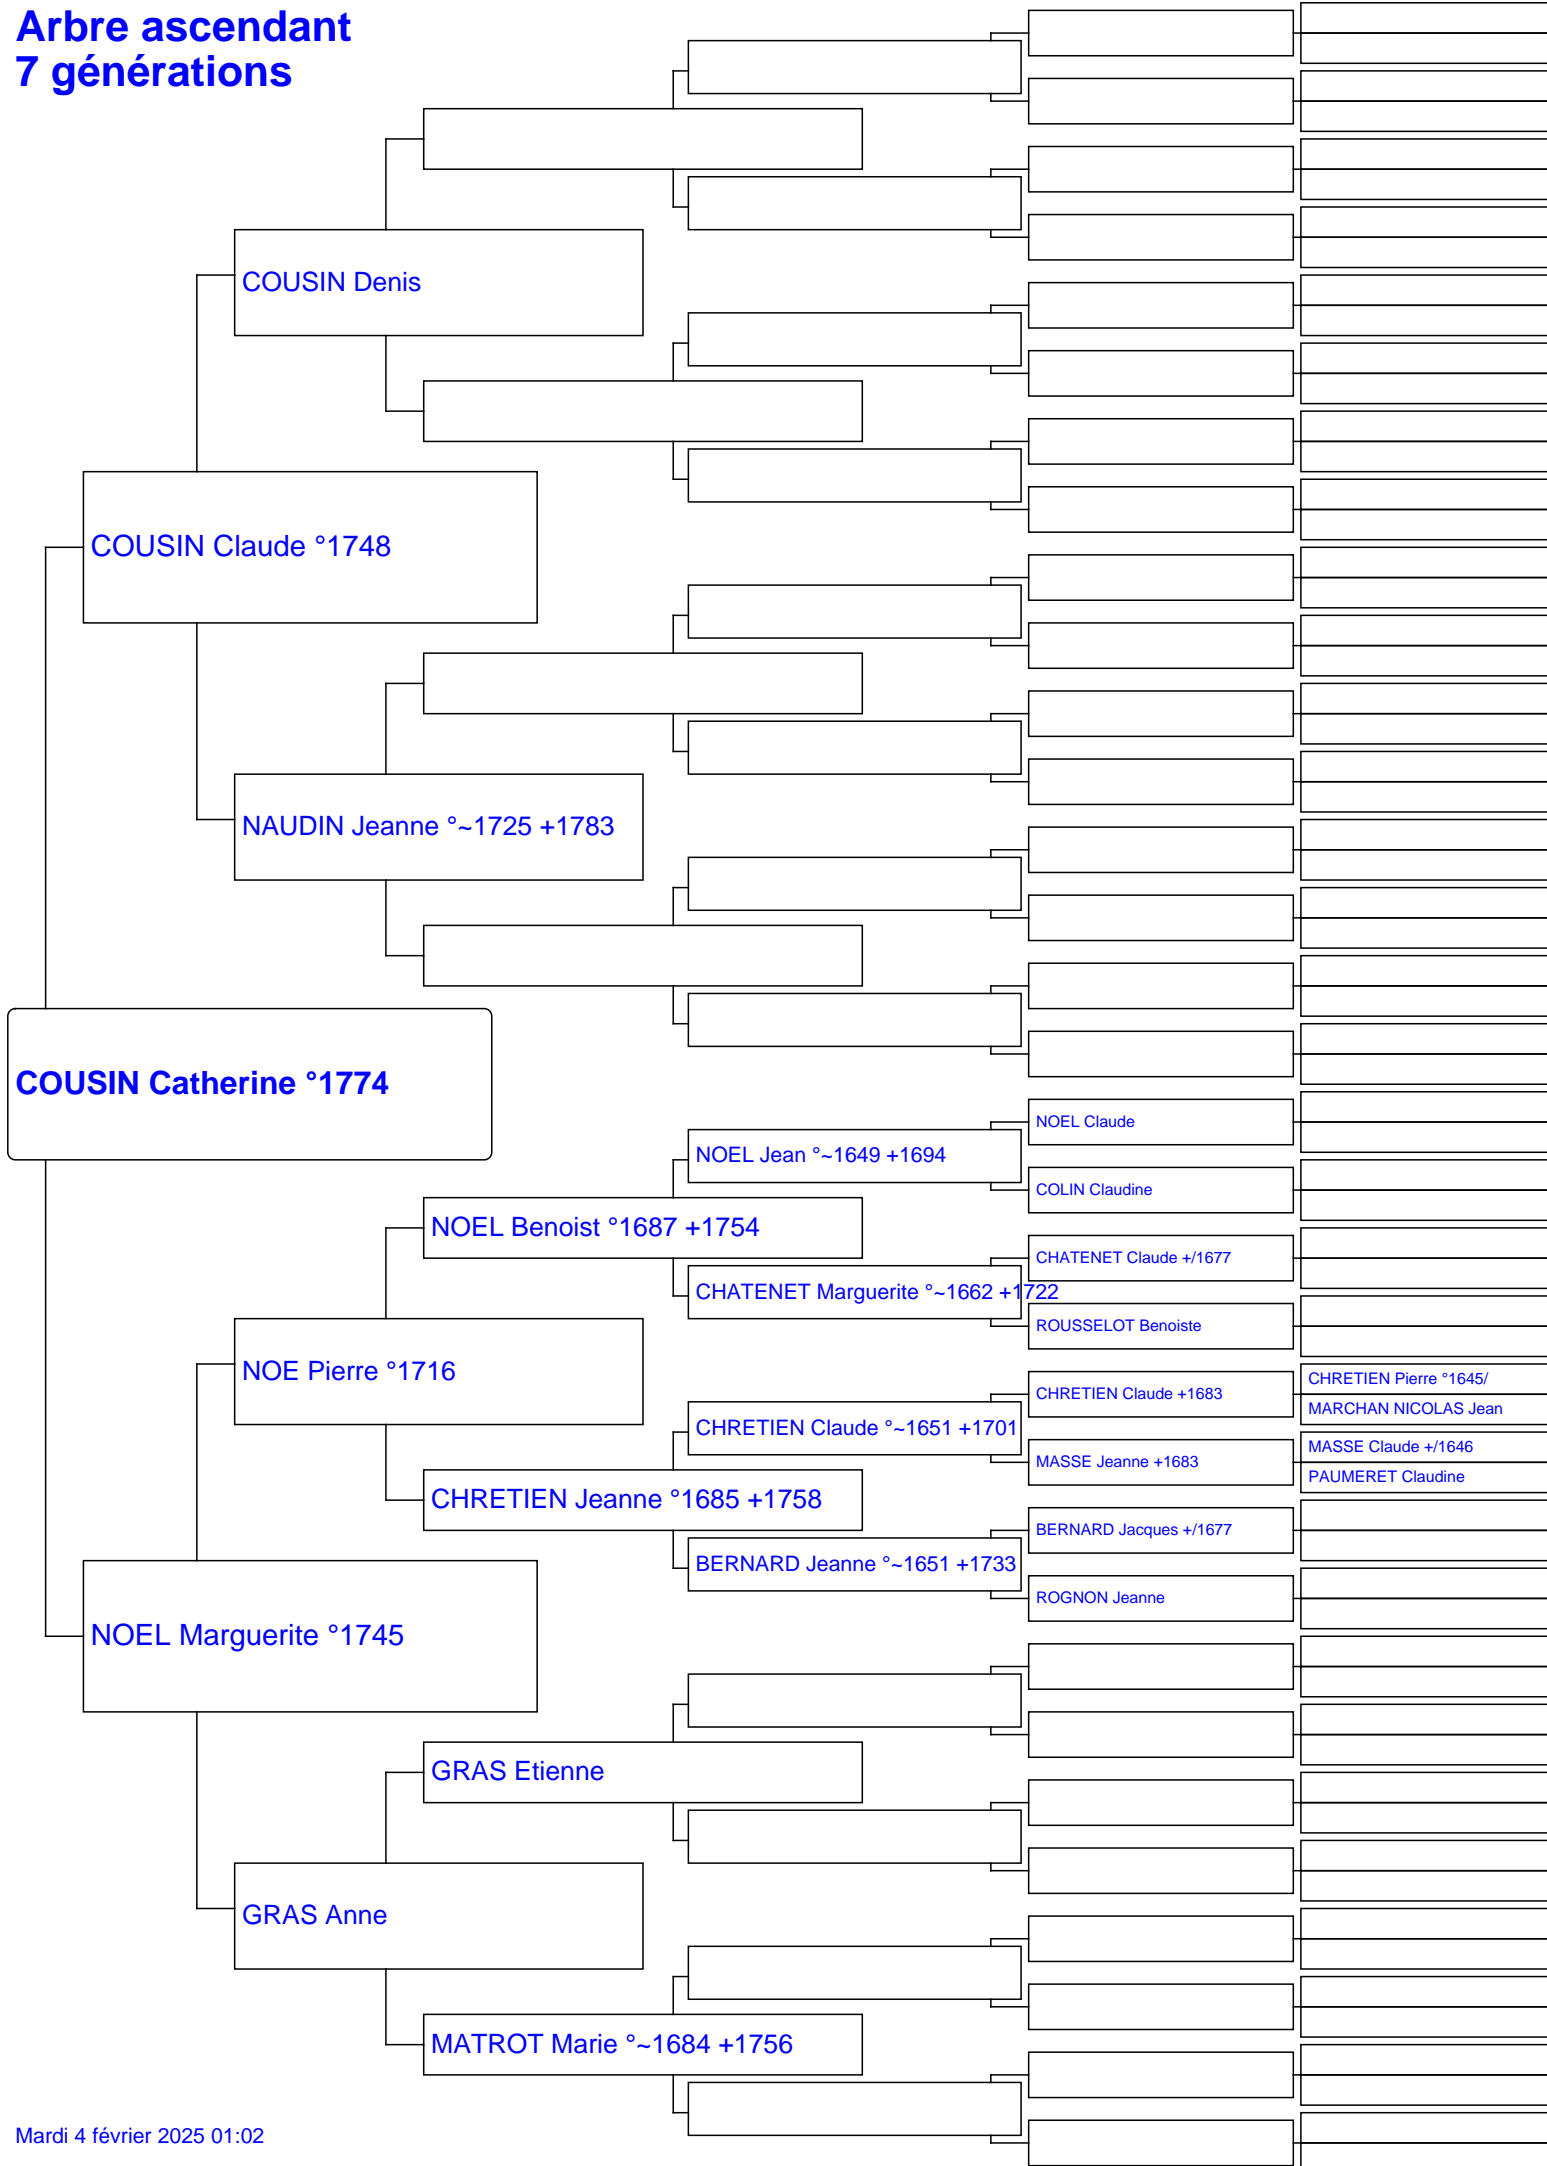 Arbre ascendant
7 générations
COUSIN Denis
COUSIN Claude °1748
NAUDIN Jeanne °~1725 +1783
COUSIN Catherine °1774
NOEL Claude
NOEL Jean °~1649 +1694
COLIN Claudine
NOEL Benoist °1687 +1754
CHATENET Claude +/1677
CHATENET Marguerite °~1662 +1722
ROUSSELOT Benoiste
NOE Pierre °1716
CHRETIEN Pierre °1645/
CHRETIEN Claude +1683
MARCHAN NICOLAS Jean
CHRETIEN Claude °~1651 +1701
MASSE Claude +/1646
MASSE Jeanne +1683
PAUMERET Claudine
CHRETIEN Jeanne °1685 +1758
BERNARD Jacques +/1677
BERNARD Jeanne °~1651 +1733
ROGNON Jeanne
NOEL Marguerite °1745
GRAS Etienne
GRAS Anne
MATROT Marie °~1684 +1756
Mardi 4 février 2025 01:02